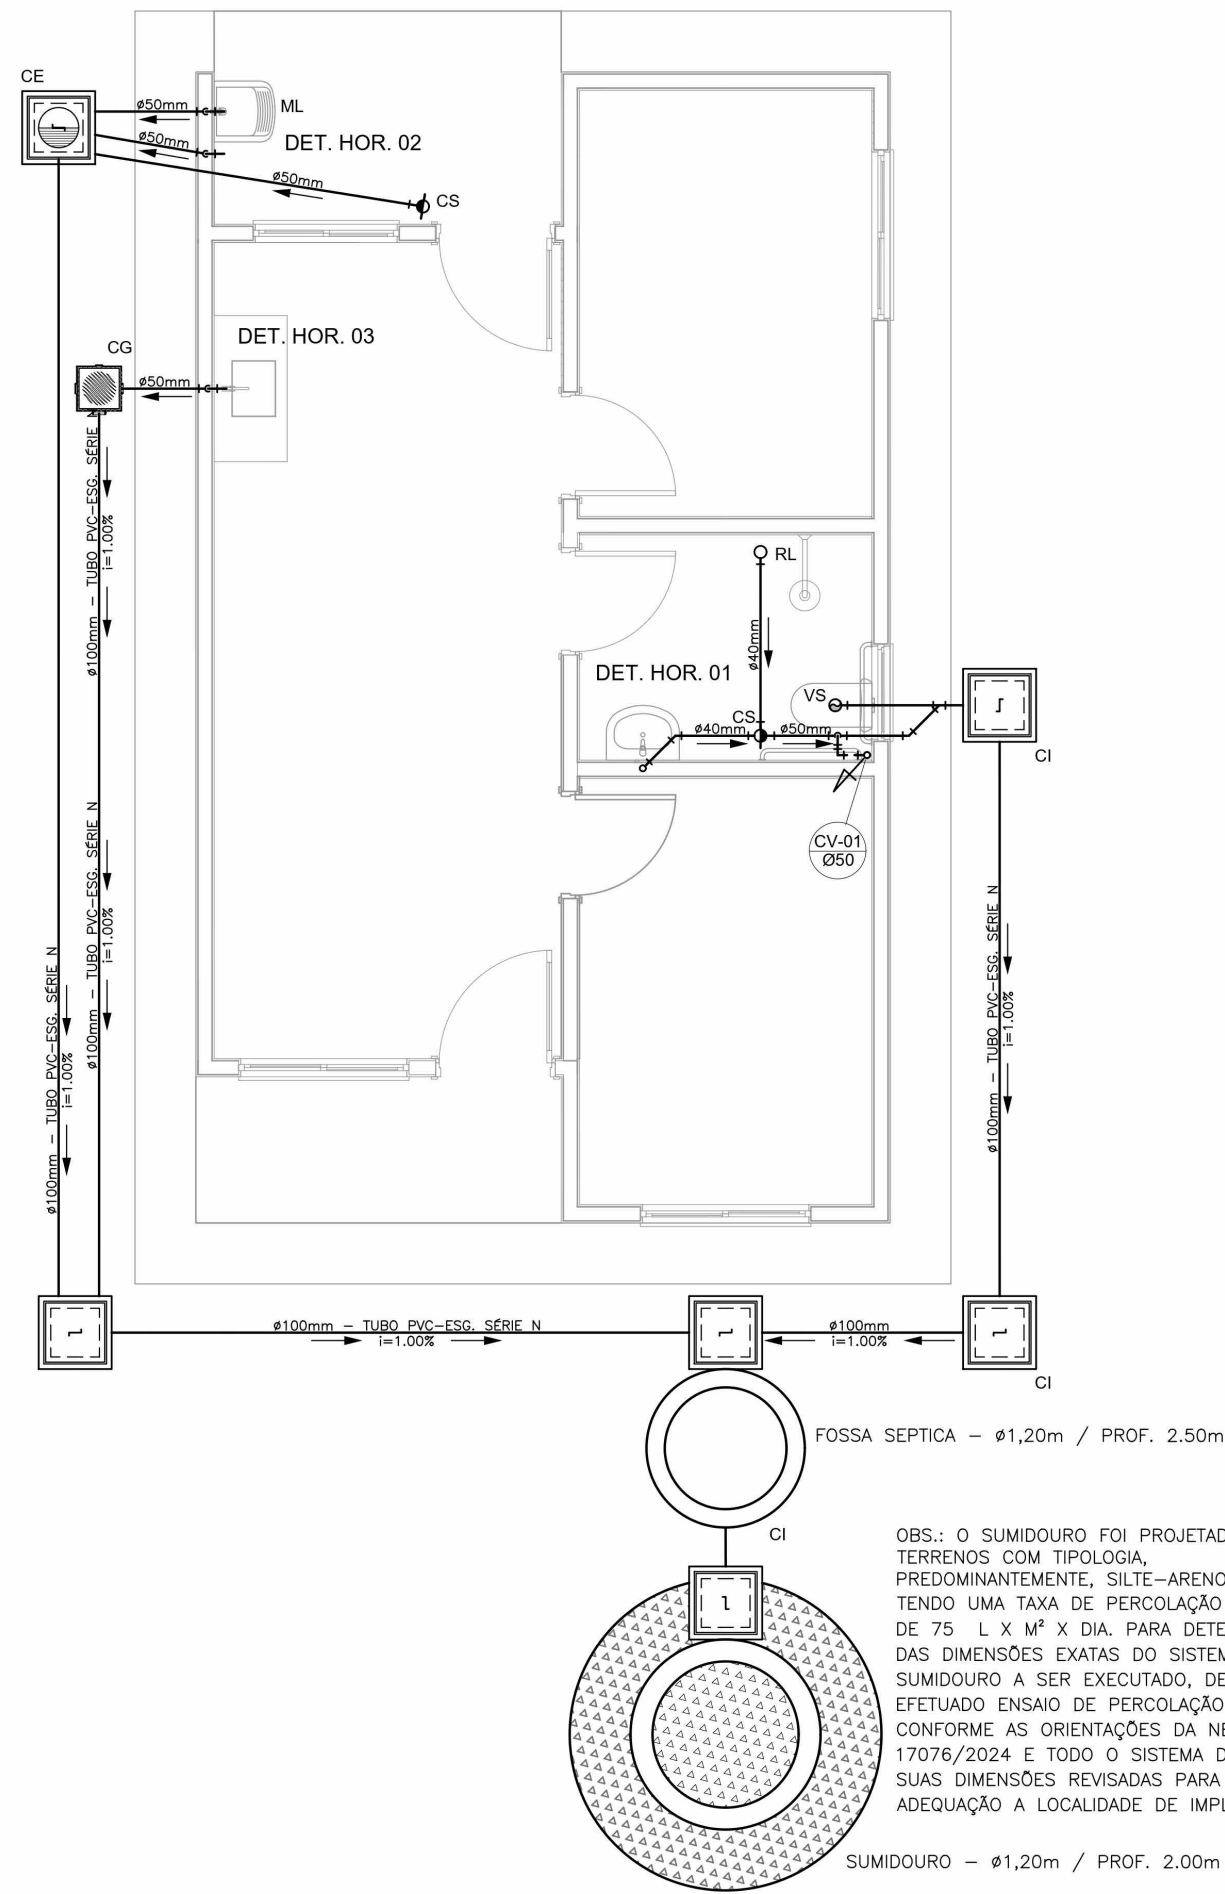 CE
ø50mm
ML
ø50mm
DET. HOR. 02
ø50mm
CS
DET. HOR. 03
CG
ø50mm
ø100mm – TUBO PVC–ESG. SÉRIE N
i=1.00%
RL
ø40mm
DET. HOR. 01
VS
CS
ø40mm
ø50mm
CI
CV-01
Ø50
ø100mm – TUBO PVC–ESG. SÉRIE N
i=1.00%
ø100mm – TUBO PVC–ESG. SÉRIE N
i=1.00%
ø100mm – TUBO PVC–ESG. SÉRIE N
i=1.00%
ø100mm – TUBO PVC–ESG. SÉRIE N
i=1.00%
ø100mm
i=1.00%
CI
FOSSA SEPTICA – ø1,20m / PROF. 2.50m
CI
OBS.: O SUMIDOURO FOI PROJETAD
TERRENOS COM TIPOLOGIA,
PREDOMINANTEMENTE, SILTE–ARENO
TENDO UMA TAXA DE PERCOLAÇÃO
DE 75 L X M² X DIA. PARA DETE
DAS DIMENSÕES EXATAS DO SISTEM
SUMIDOURO A SER EXECUTADO, DE
EFETUADO ENSAIO DE PERCOLAÇÃO
CONFORME AS ORIENTAÇÕES DA NE
17076/2024 E TODO O SISTEMA D
SUAS DIMENSÕES REVISADAS PARA
ADEQUAÇÃO A LOCALIDADE DE IMPL
SUMIDOURO – ø1,20m / PROF. 2.00m